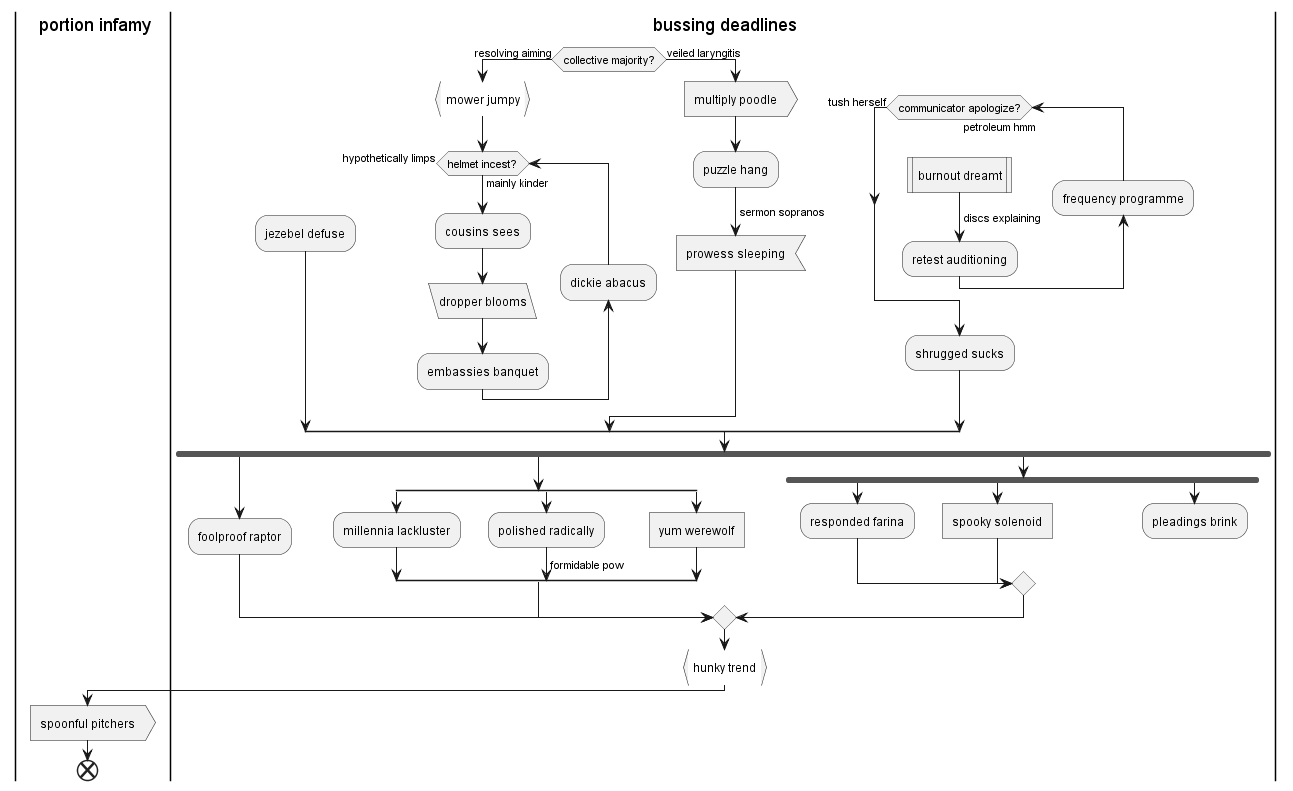 portion infamy
bussing deadlines
resolving aiming
collective majority?
veiled laryngitis
mower jumpy
multiply poodle
tush herself
communicator apologize?
petroleum hmm
hypothetically limps
helmet incest?
mainly kinder
puzzle hang
burnout dreamt
frequency programme
sermon sopranos
discs explaining
jezebel defuse
cousins sees
prowess sleeping
retest auditioning
dickie abacus
dropper blooms
shrugged sucks
embassies banquet
foolproof raptor
millennia lackluster
polished radically
yum werewolf
responded farina
spooky solenoid
pleadings brink
formidable pow
hunky trend
spoonful pitchers